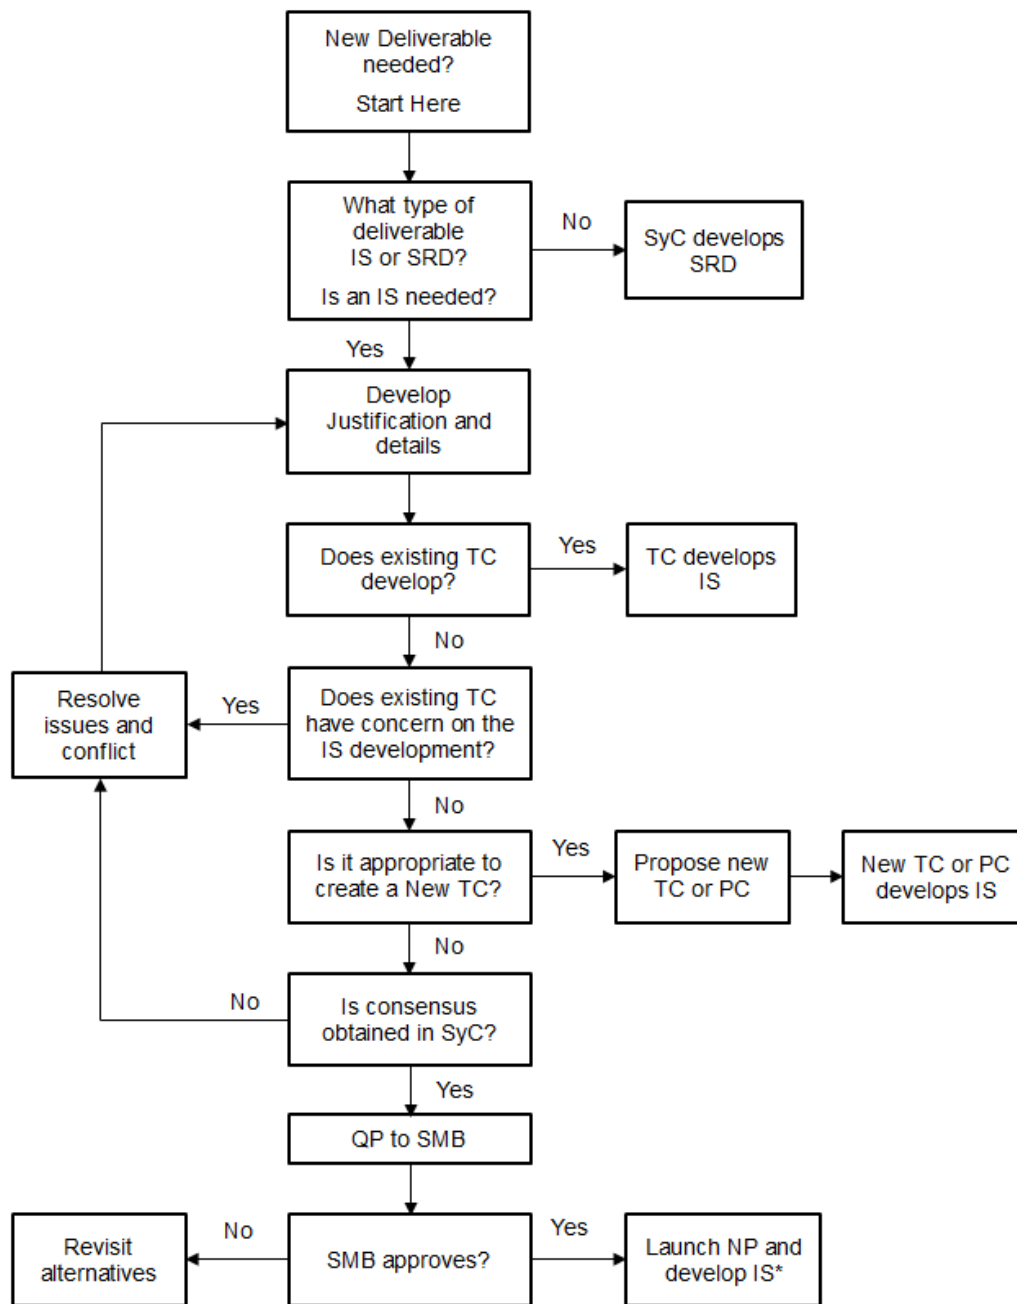 New Deliverable
needed?
Start Here
What type of
deliverable
IS or SRD?
Is an IS needed?
No
SyC develops
SRD
Yes
Develop
Justification and
details
Does existing TC
develop?
Yes
TC develops
IS
No
Resolve
issues and
conflict
Yes
Does existing TC
have concern on the
IS development?
No
Is it appropriate to
create a New TC?
Yes
Propose new
TC or PC
New TC or PC
develops IS
No
No
Is consensus
obtained in SyC?
Yes
QP to SMB
Revisit
alternatives
No
SMB approves?
Yes
Launch NP and
develop IS*